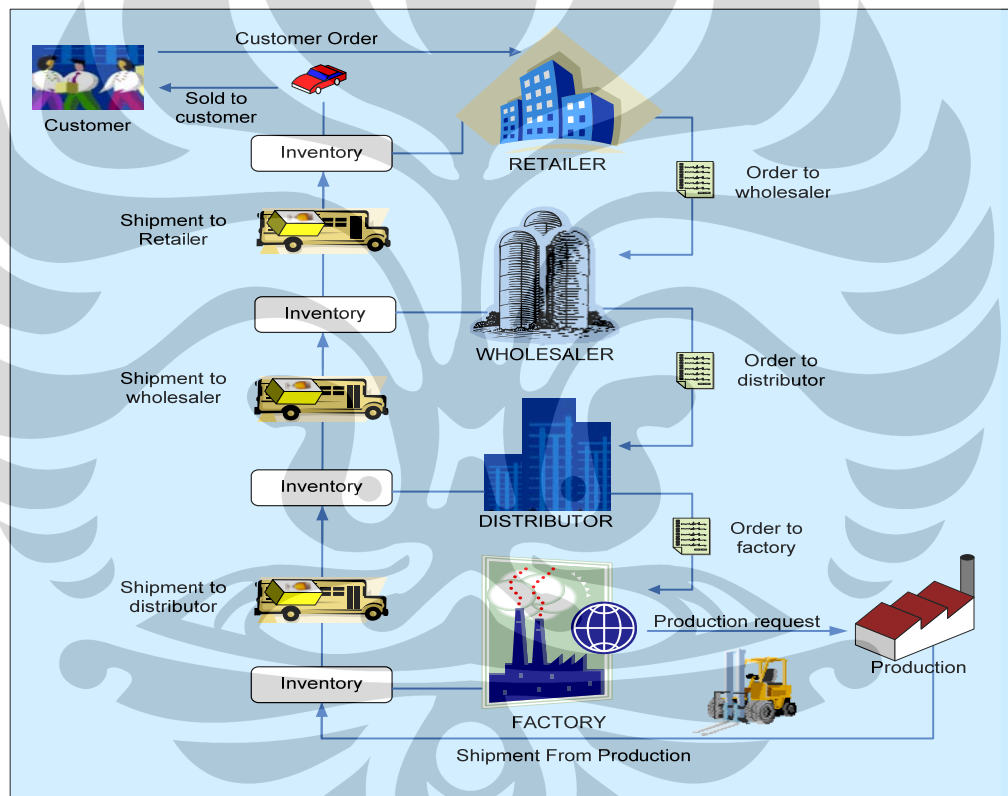 Customer Order
Sold to
customer
Customer
Inventory
RETAILER
Order to
wholesaler
Shipment to
Retailer
Inventory
WHOLESALER
Order to
distributor
Shipment to
wholesaler
Inventory
DISTRIBUTOR
Order to
factory
Shipment to
distributor
Production request
Production
Inventory
FACTORY
Shipment From Production